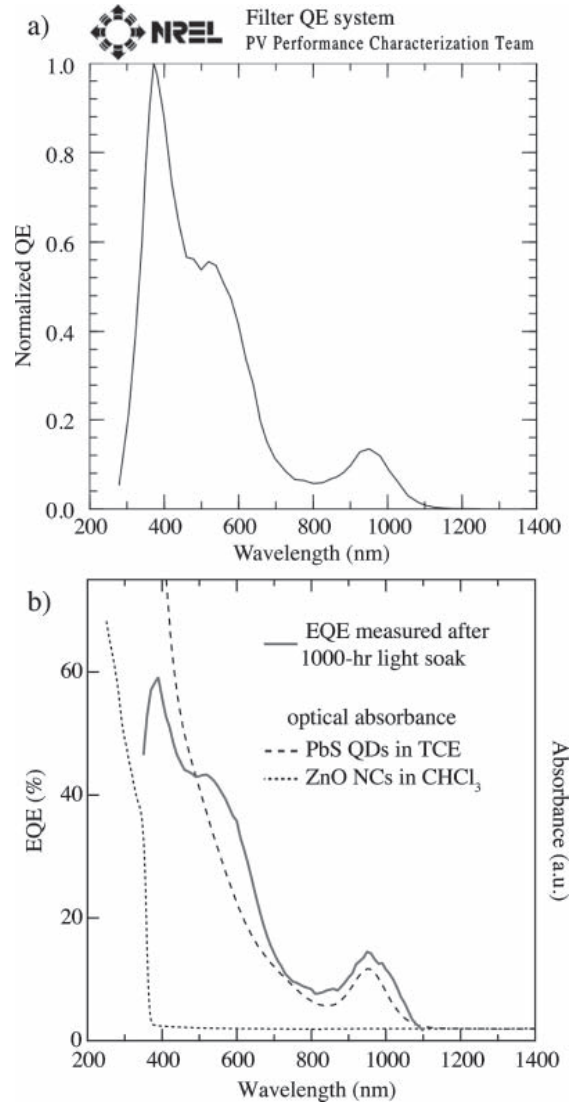 a)
NREL
Filter QE system
PV Performance Characterization Team
1.0
0.8
0.6
0.4
0.2
0.0
Normalized QE
200 400 600 800 1000 1200 1400
Wavelength (nm)
b)
EQE measured after
1000-hr light soak
optical absorbance
PbS QDs in TCE
ZnO NCs in CHCl₃
60
40
20
0
EQE (%)
Absorbance (a.u.)
200 400 600 800 1000 1200 1400
Wavelength (nm)